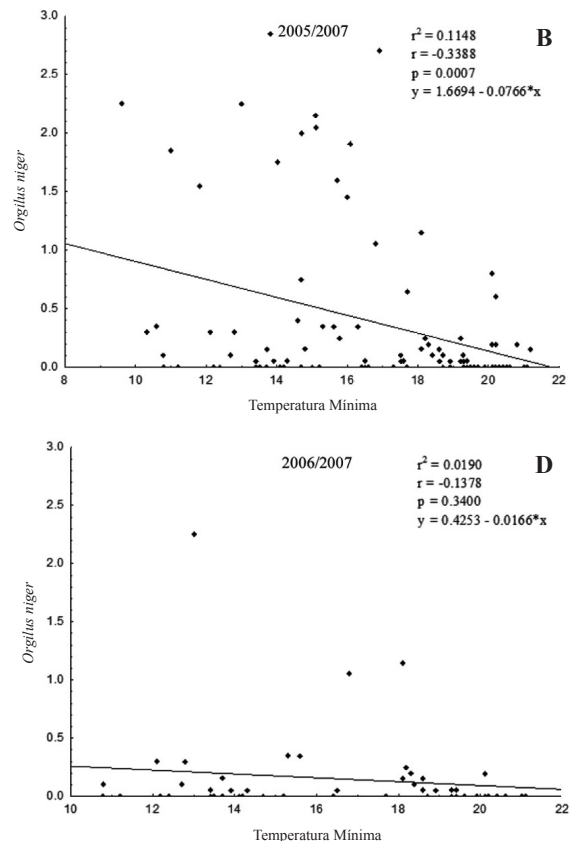 3.0
2.5
2.0
1.5
1.0
0.5
0.0
Orgilus niger
2005/2007
B
r² = 0.1148
r = -0.3388
p = 0.0007
y = 1.6694 - 0.0766*x
8 10 12 14 16 18 20 22
Temperatura Mínima
3.0
2.5
2.0
1.5
1.0
0.5
0.0
Orgilus niger
2006/2007
D
r² = 0.0190
r = -0.1378
p = 0.3400
y = 0.4253 - 0.0166*x
10 12 14 16 18 20 22
Temperatura Mínima